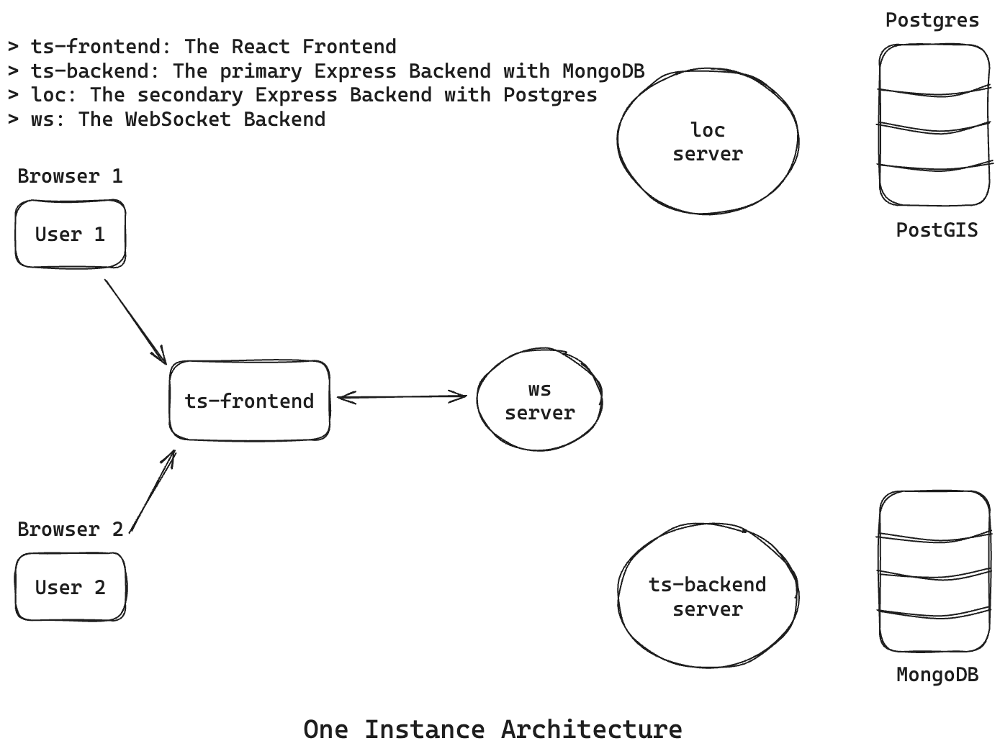 Postgres
> ts-frontend: The React Frontend
> ts-backend: The primary Express Backend with MongoDB
> loc: The secondary Express Backend with Postgres
> ws: The WebSocket Backend
loc
server
Browser 1
User 1
PostGIS
ts-frontend
ws
server
Browser 2
User 2
ts-backend
server
MongoDB
One Instance Architecture